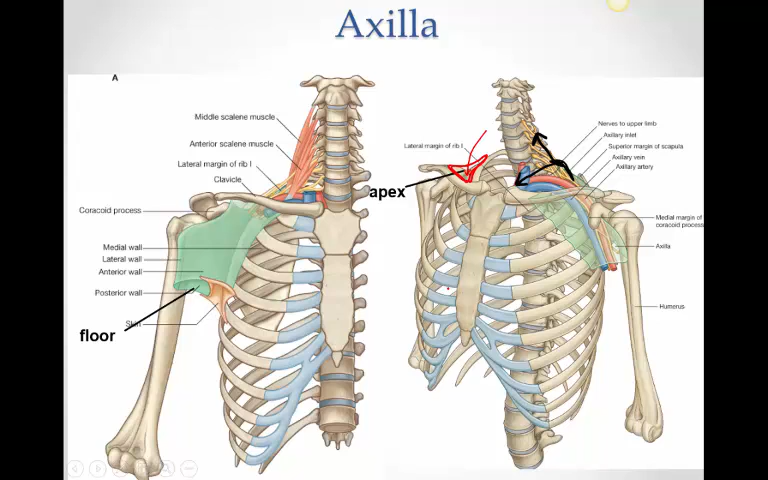 Axilla
A
Middle scalene muscle
Anterior scalene muscle
Lateral margin of rib I
Clavicle
Coracoid process
Medial wall
Lateral wall
Anterior wall
Posterior wall
Skin
floor
Lateral margin of rib I
apex
Nerves to upper limb
Axillary inlet
Superior margin of scapula
Axillary vein
Axillary artery
Medial margin of
coracoid process
Axilla
Humerus